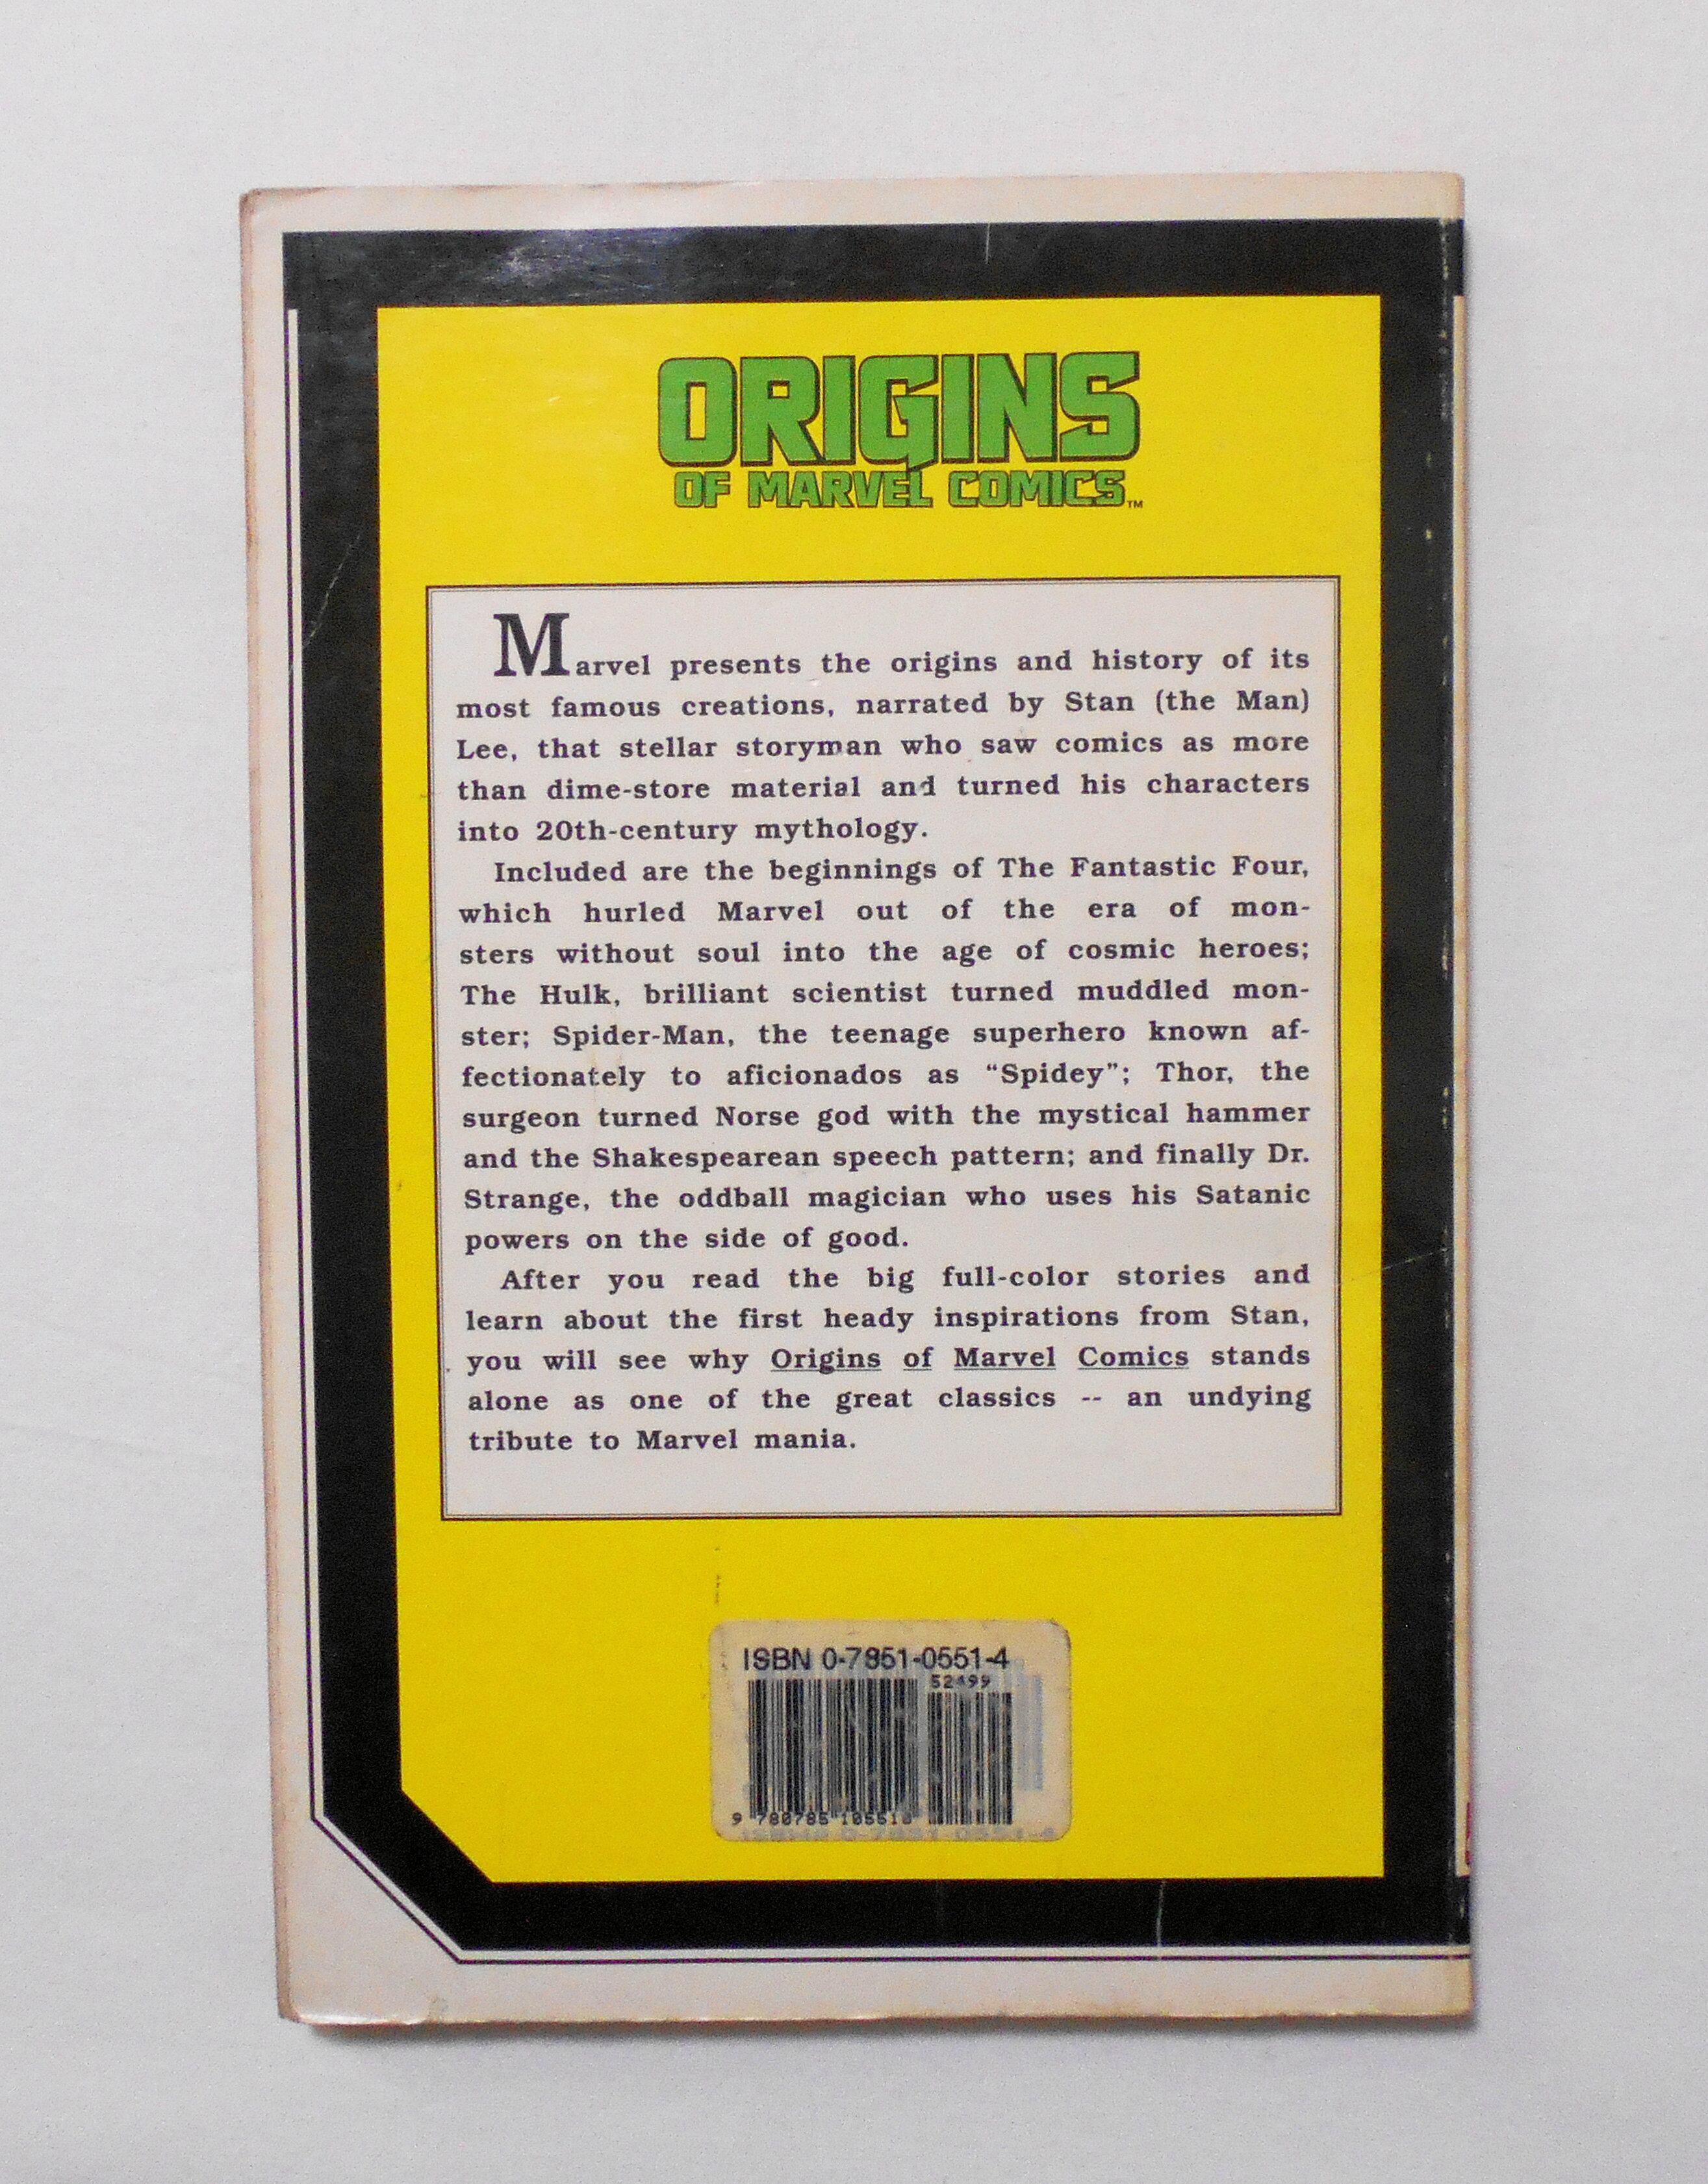 ORIGINS
OF MARVEL COMICS™
Marvel presents the origins and history of its
most famous creations, narrated by Stan (the Man)
Lee, that stellar storyman who saw comics as more
than dime-store material and turned his characters
into 20th-century mythology.
Included are the beginnings of The Fantastic Four,
which hurled Marvel out of the era of mon-
sters without soul into the age of cosmic heroes;
The Hulk, brilliant scientist turned muddled mon-
ster; Spider-Man, the teenage superhero known af-
fectionately to aficionados as “Spidey”; Thor, the
surgeon turned Norse god with the mystical hammer
and the Shakespearean speech pattern; and finally Dr.
Strange, the oddball magician who uses his Satanic
powers on the side of good.
After you read the big full-color stories and
learn about the first heady inspirations from Stan,
you will see why Origins of Marvel Comics stands
alone as one of the great classics -- an undying
tribute to Marvel mania.
ISBN 0-7851-0551-4
52499
9 780785 105510